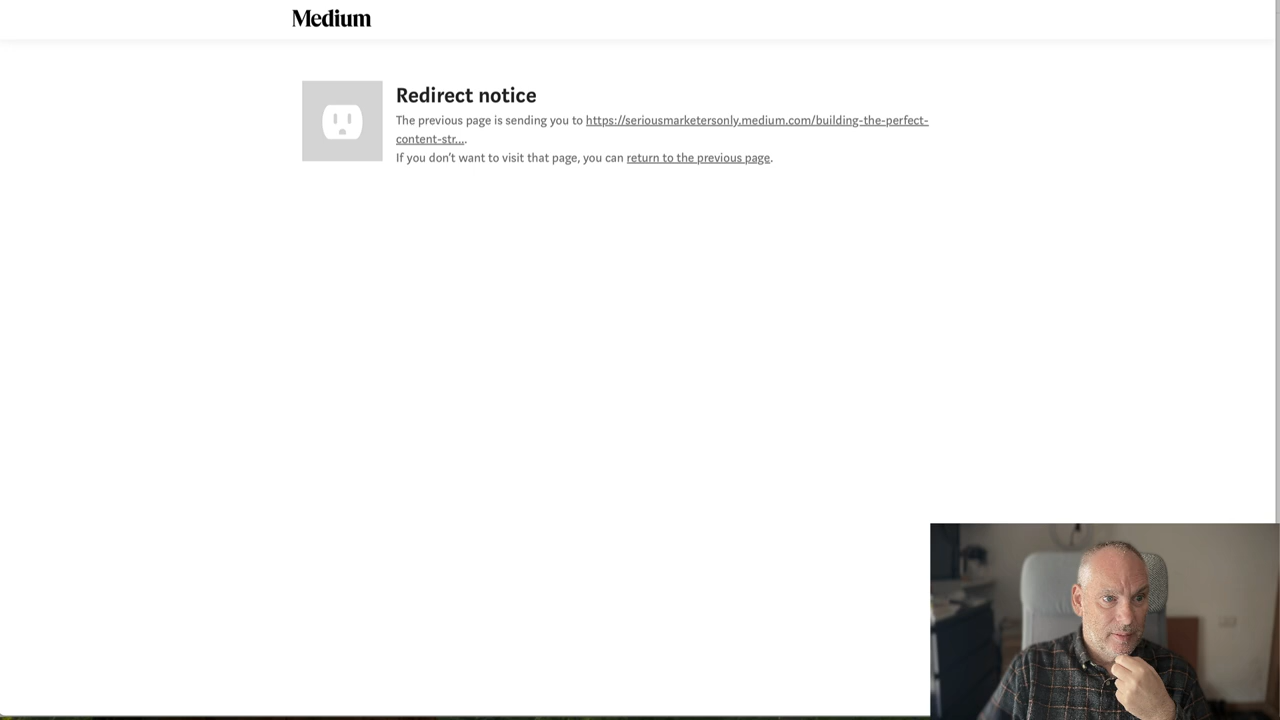 Medium
Redirect notice
The previous page is sending you to https://seriousmarketersonly.medium.com/building-the-perfect-
content-str....
If you don’t want to visit that page, you can return to the previous page.